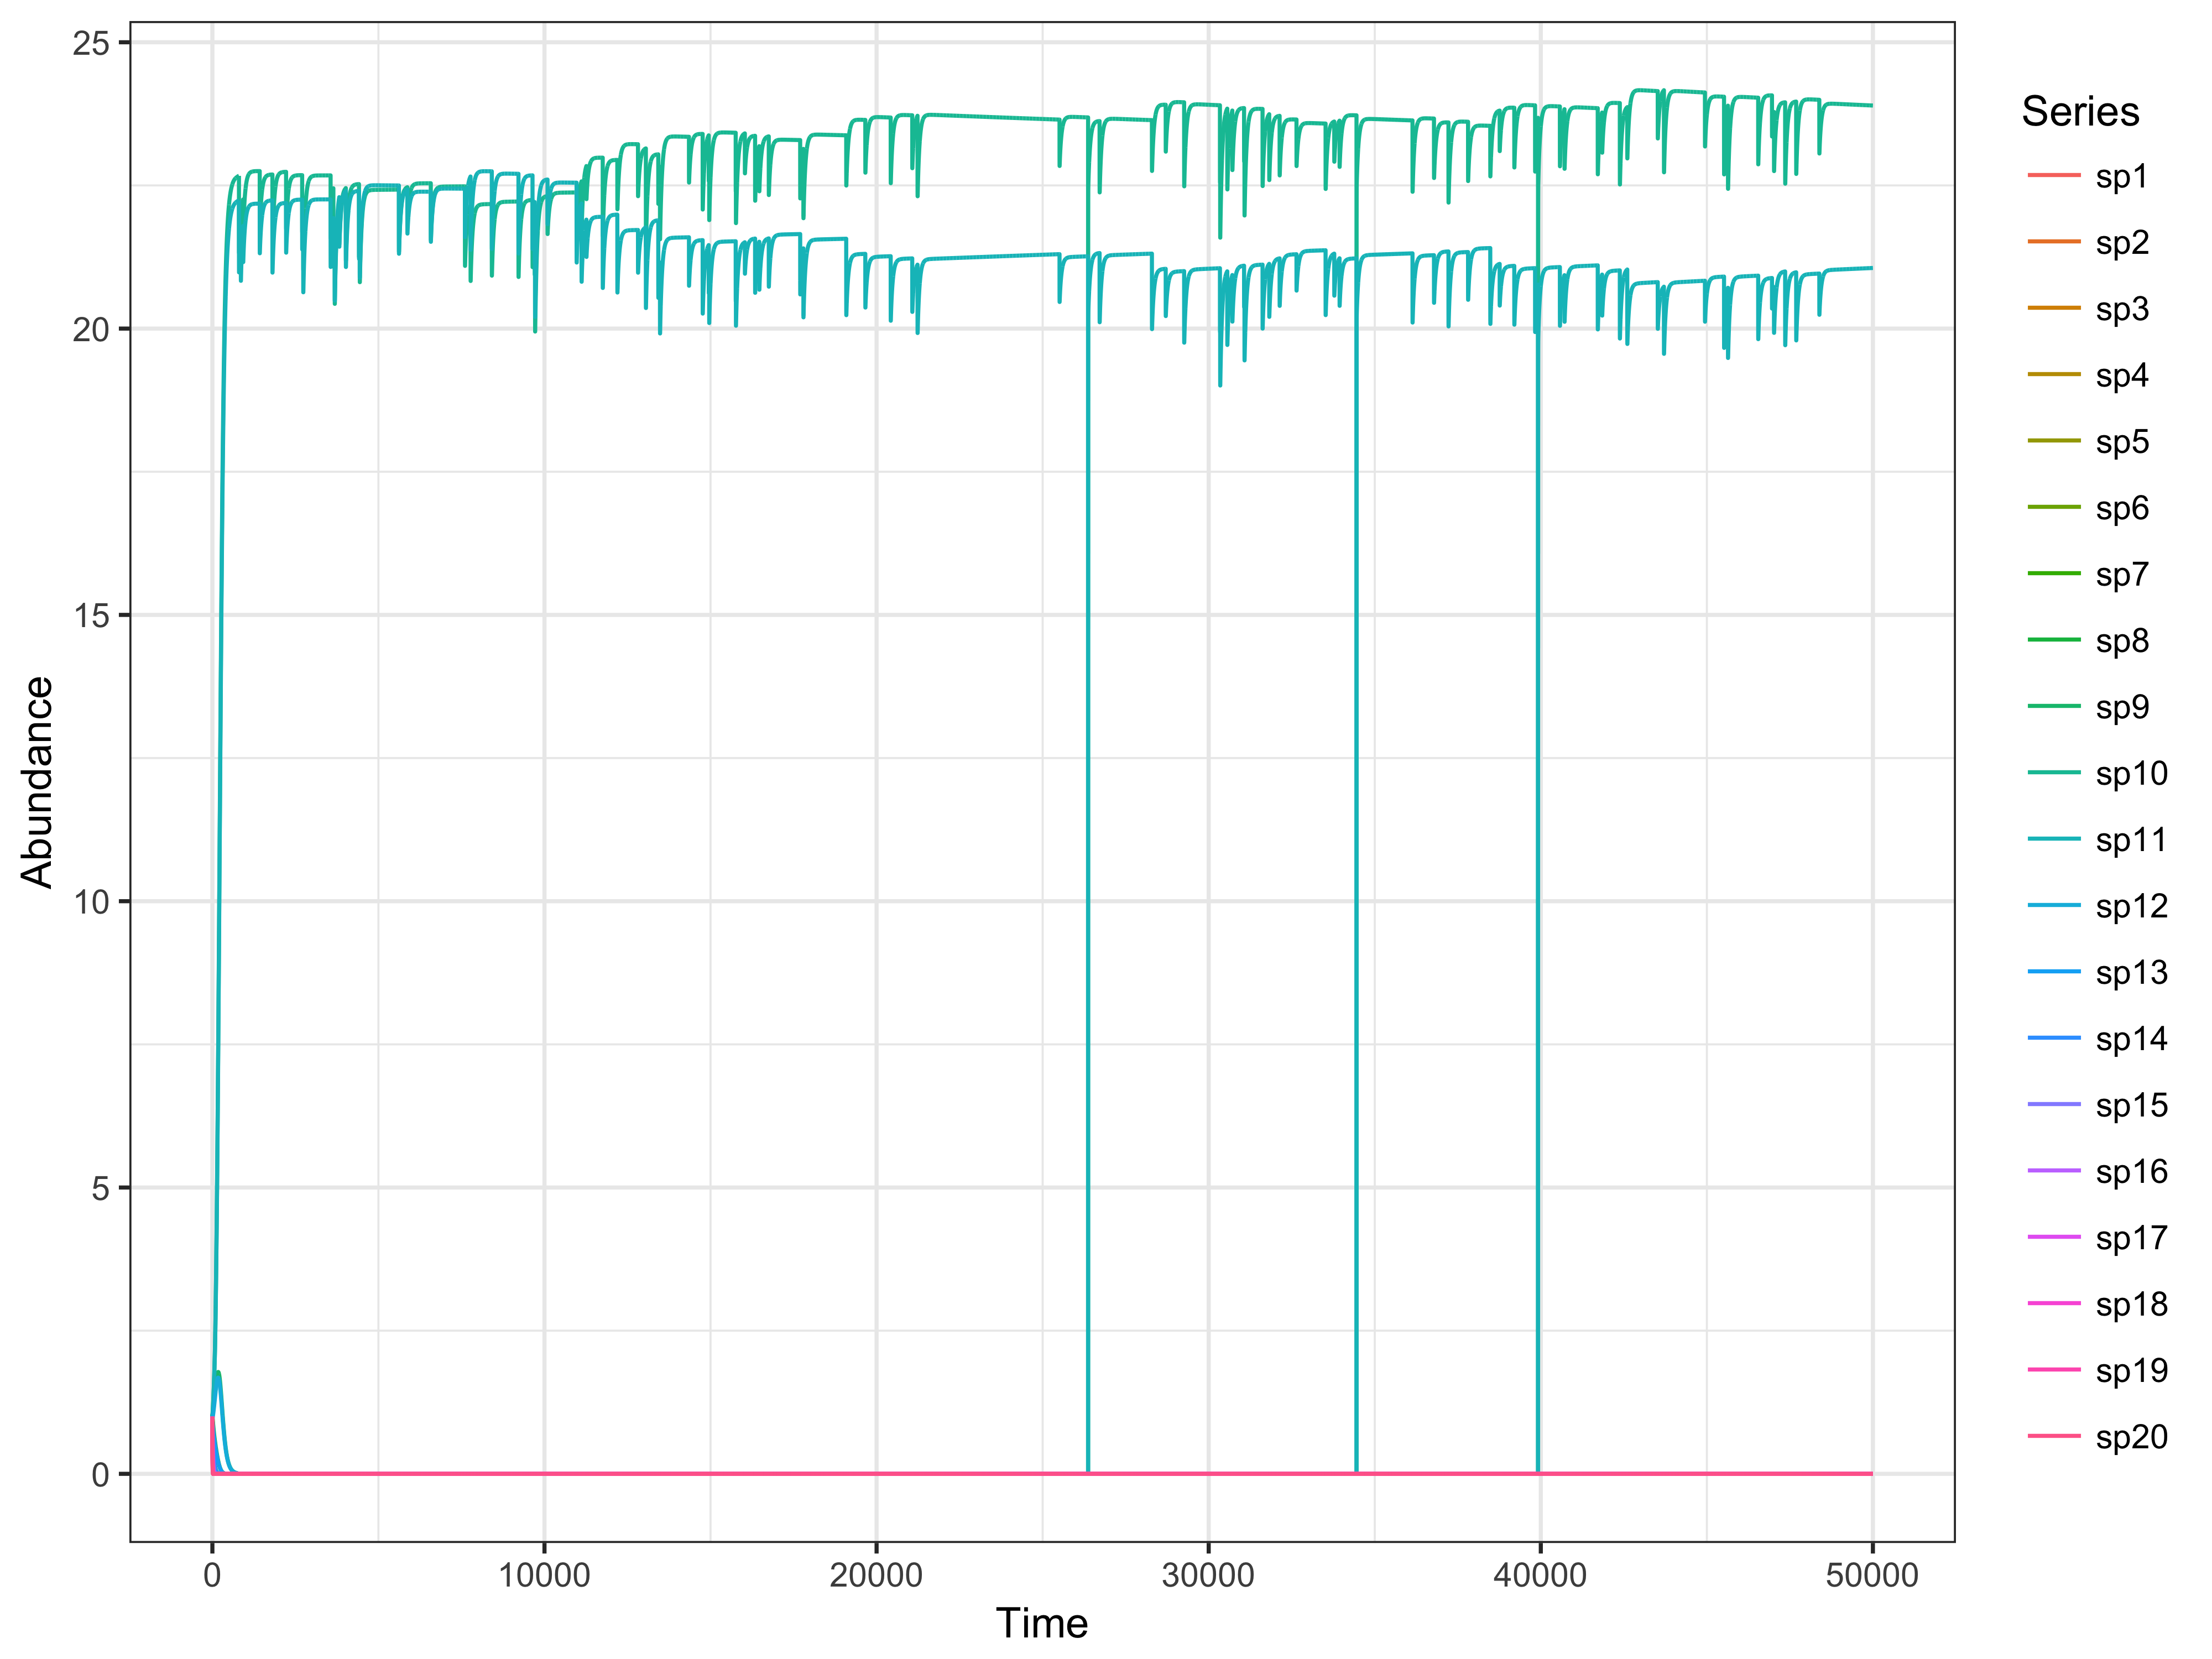 25
20
15
10
5
0
Abundance
0
10000
20000
30000
40000
50000
Time
Series
sp1
sp2
sp3
sp4
sp5
sp6
sp7
sp8
sp9
sp10
sp11
sp12
sp13
sp14
sp15
sp16
sp17
sp18
sp19
sp20